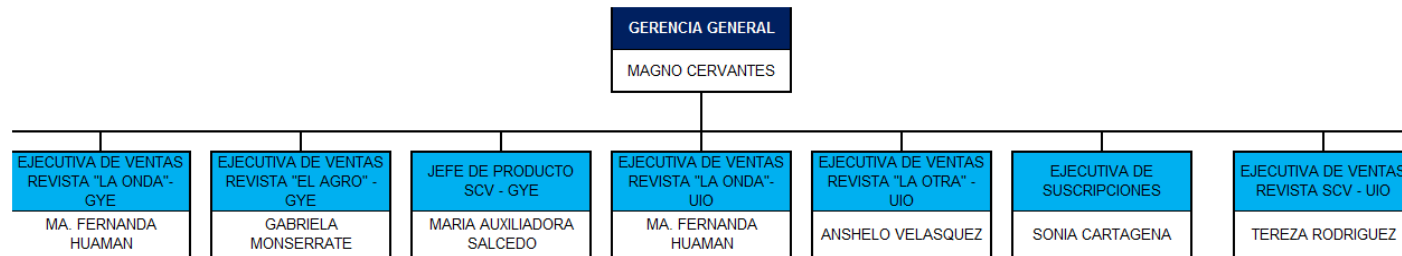 GERENCIA GENERAL
MAGNO CERVANTES
EJECUTIVA DE VENTAS
REVISTA "LA ONDA"-
GYE
MA. FERNANDA
HUAMAN
EJECUTIVA DE VENTAS
REVISTA "EL AGRO" -
GYE
GABRIELA
MONSERRATE
JEFE DE PRODUCTO
SCV - GYE
MARIA AUXILIADORA
SALCEDO
EJECUTIVA DE VENTAS
REVISTA "LA ONDA"-
UIO
MA. FERNANDA
HUAMAN
EJECUTIVA DE VENTAS
REVISTA "LA OTRA" -
UIO
ANSHELO VELASQUEZ
EJECUTIVA DE
SUSCRIPCIONES
SONIA CARTAGENA
EJECUTIVA DE VENTAS
REVISTA SCV - UIO
TEREZA RODRIGUEZ